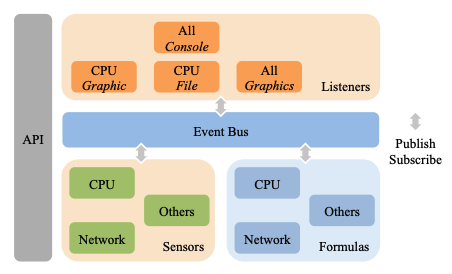 API
All
Console
CPU
Graphic
CPU
File
All
Graphics
Listeners
Event Bus
Publish
Subscribe
CPU
Others
Network
Sensors
CPU
Others
Network
Formulas